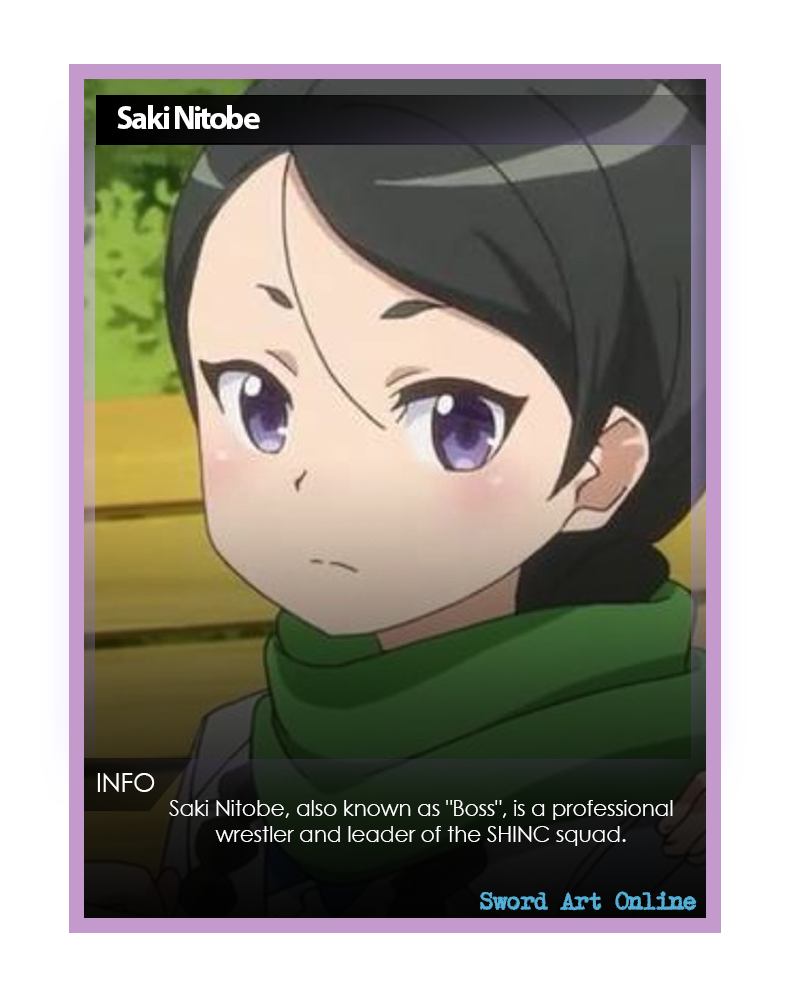 Saki Nitobe
INFO
Saki Nitobe, also known as "Boss", is a professional
wrestler and leader of the SHINC squad.
Sword Art Online